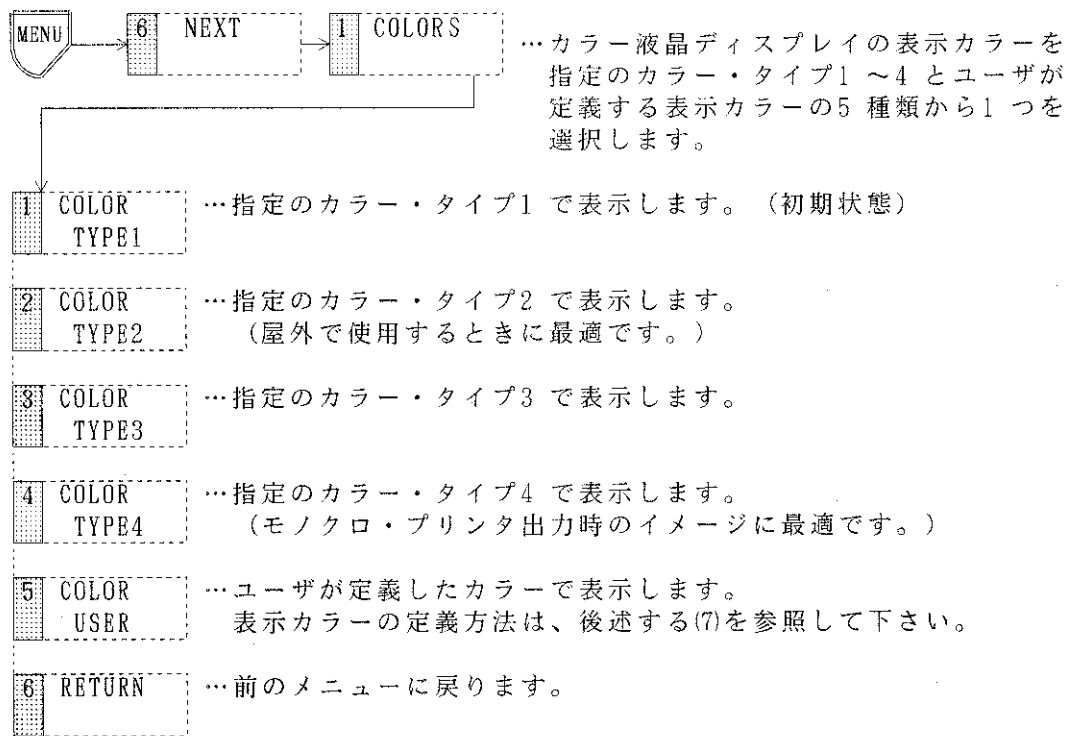 MENU 6 NEXT 1 COLORS …カラー液晶ディスプレイの表示カラーを
指定のカラー・タイプ1 ~4 とユーザが
定義する表示カラーの5 種類から1 つを
選択します。
1 COLOR …指定のカラー・タイプ1 で表示します。(初期状態)
TYPE1
2 COLOR …指定のカラー・タイプ2 で表示します。
TYPE2 (屋外で使用するときに最適です。)
3 COLOR …指定のカラー・タイプ3 で表示します。
TYPE3
4 COLOR …指定のカラー・タイプ4 で表示します。
TYPE4 (モノクロ・プリンタ出力時のイメージに最適です。)
5 COLOR …ユーザが定義したカラーで表示します。
USER 表示カラーの定義方法は、後述する(7)を参照して下さい。
6 RETURN …前のメニューに戻ります。